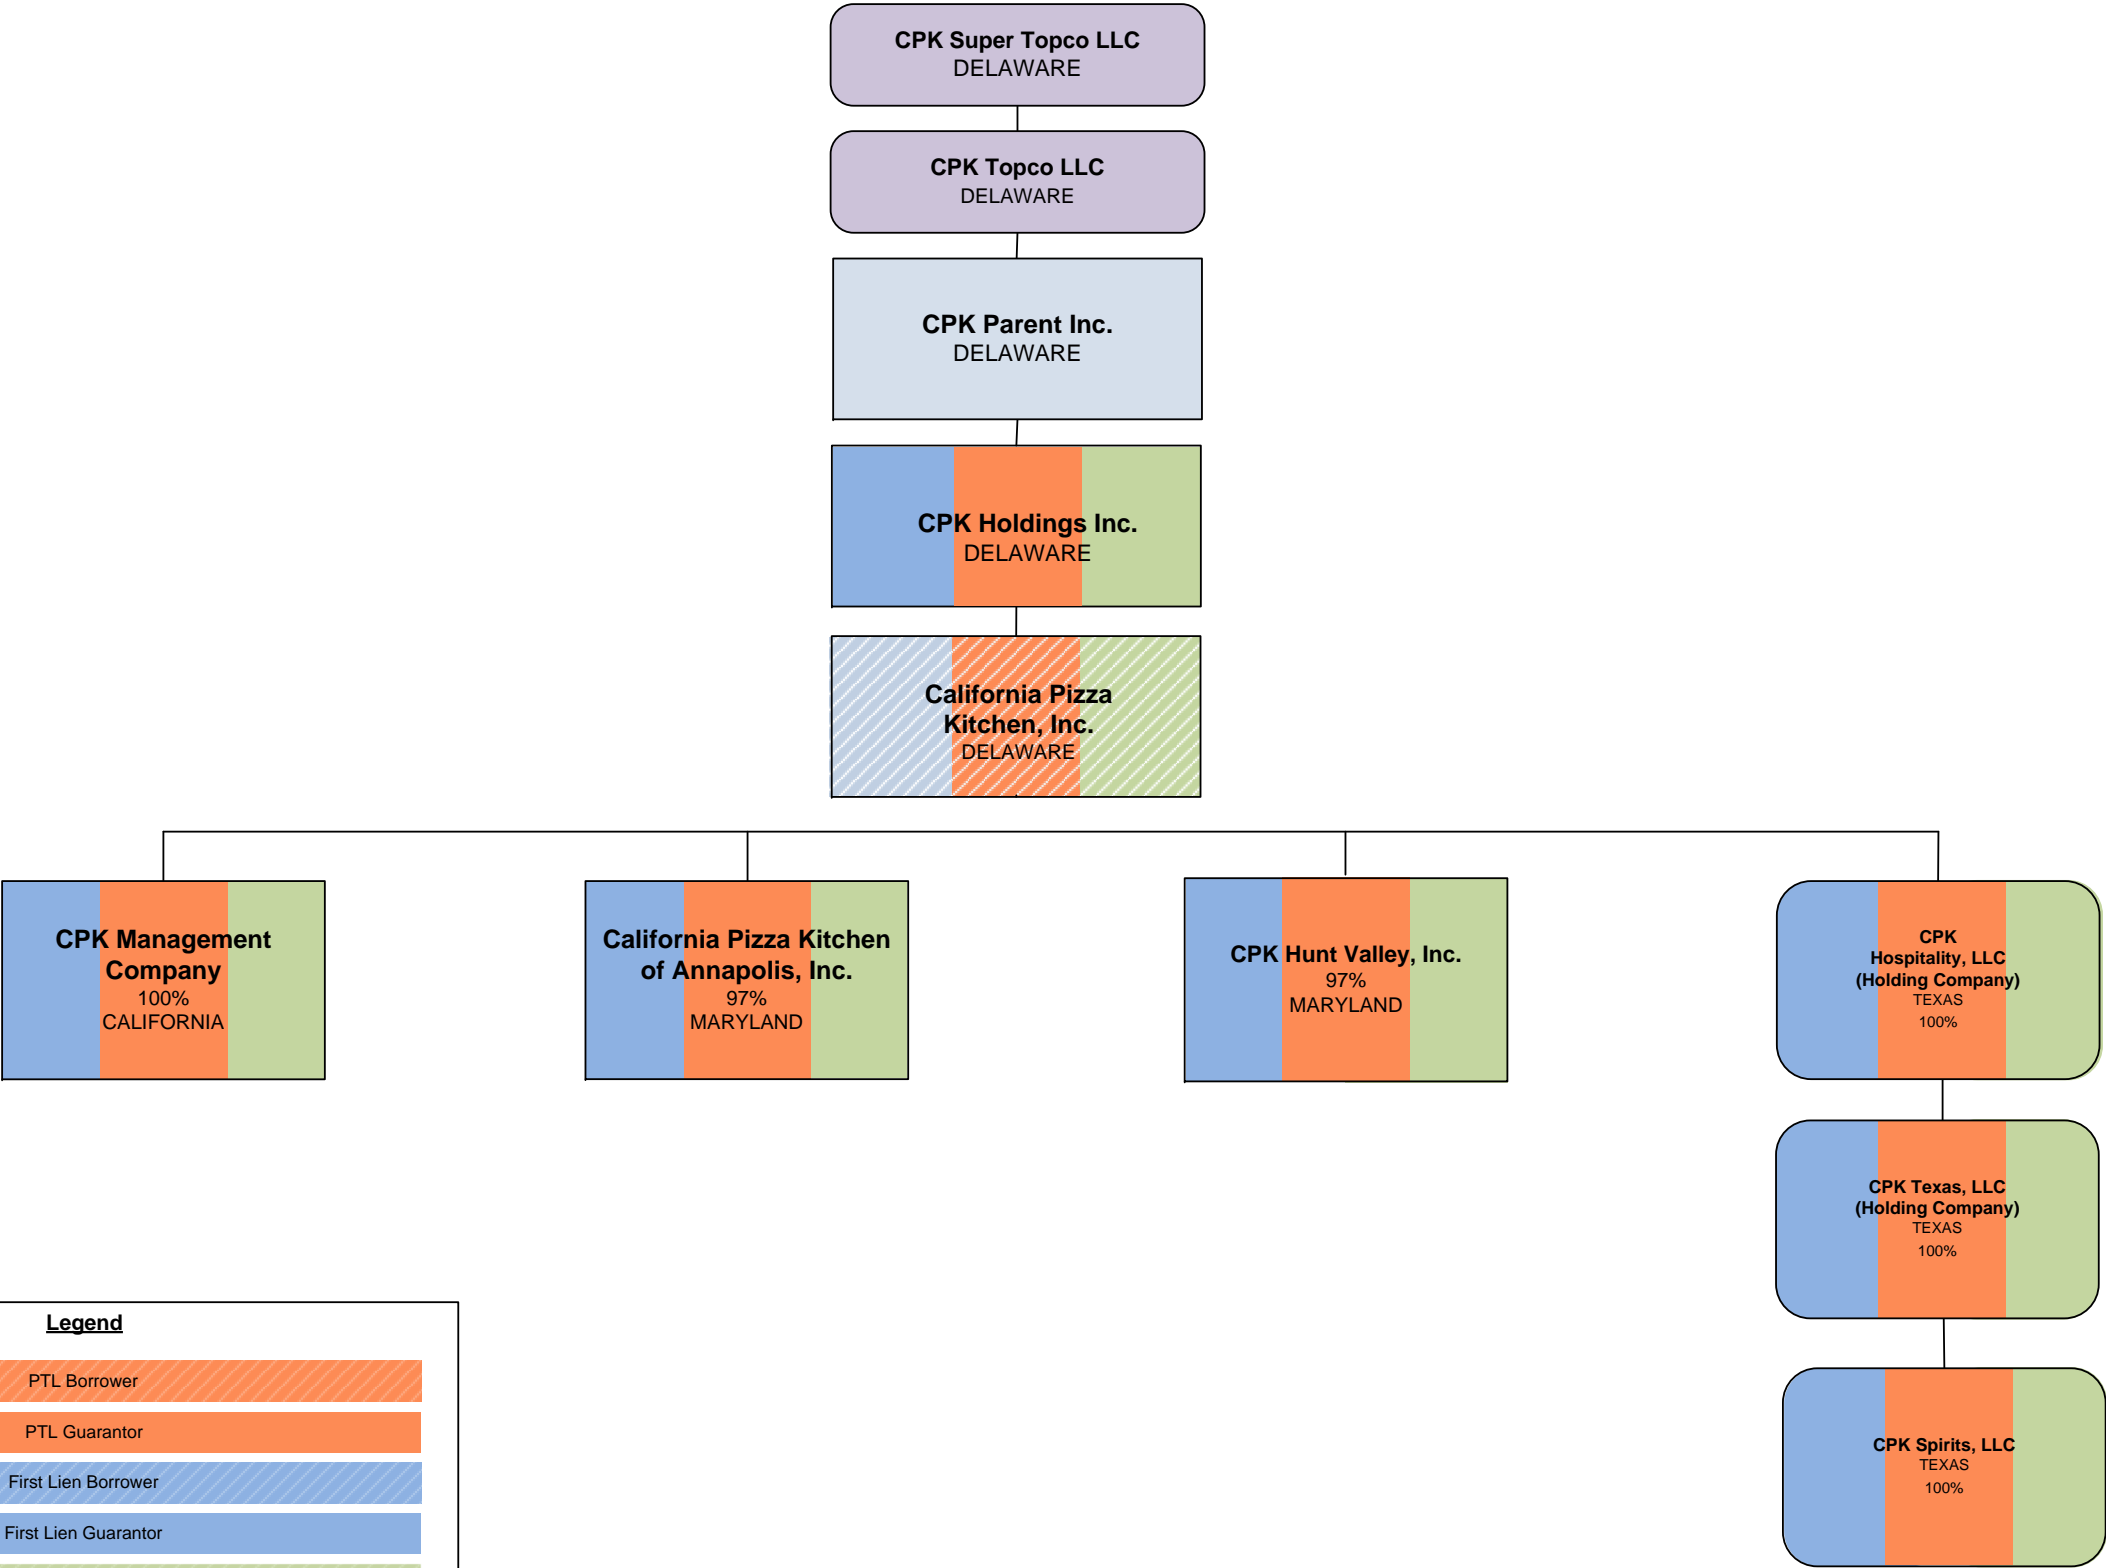 CPK Super Topco LLC
DELAWARE
CPK Topco LLC
DELAWARE
CPK Parent Inc.
DELAWARE
CPK Holdings Inc.
DELAWARE
California Pizza
Kitchen, Inc.
DELAWARE
CPK Management
Company
100%
CALIFORNIA
California Pizza Kitchen
of Annapolis, Inc.
97%
MARYLAND
CPK Hunt Valley, Inc.
97%
MARYLAND
CPK
Hospitality, LLC
(Holding Company)
TEXAS
100%
CPK Texas, LLC
(Holding Company)
TEXAS
100%
CPK Spirits, LLC
TEXAS
100%
Legend
PTL Borrower
PTL Guarantor
First Lien Borrower
First Lien Guarantor